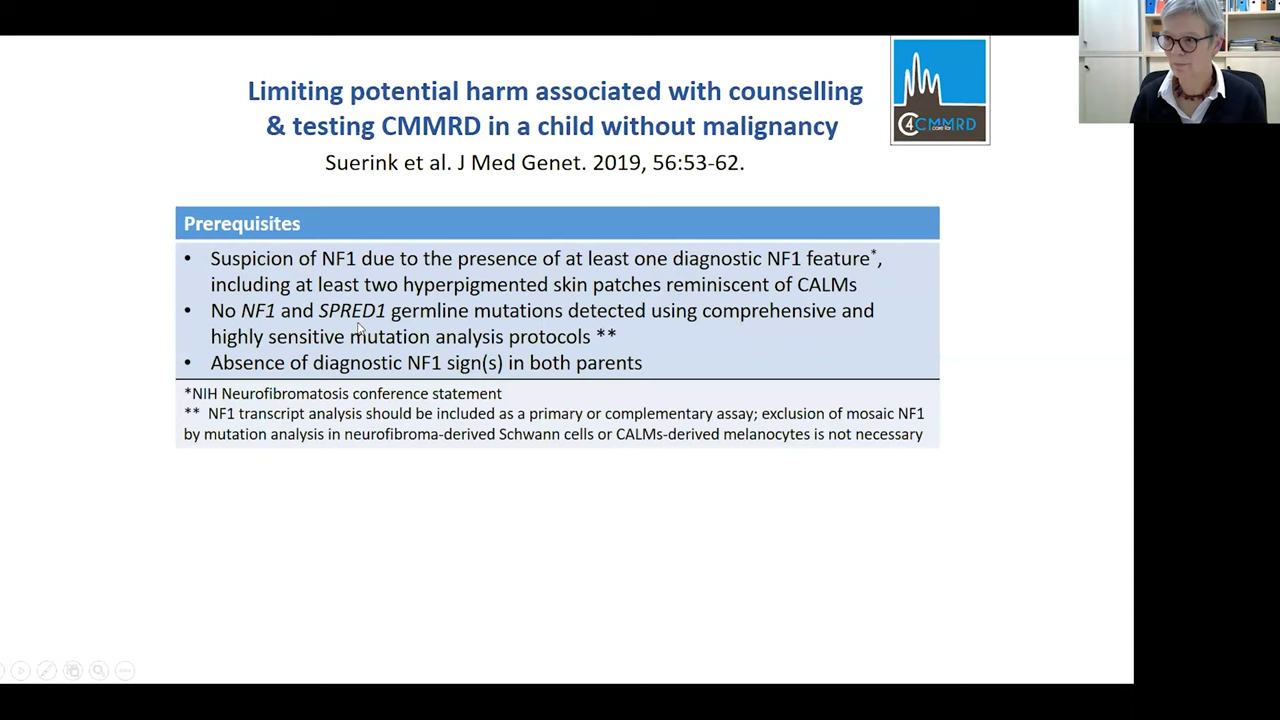 Limiting potential harm associated with counselling
& testing CMMRD in a child without malignancy
Suerink et al. J Med Genet. 2019, 56:53-62.
C4CMMRD
care for
Prerequisites
• Suspicion of NF1 due to the presence of at least one diagnostic NF1 feature*,
including at least two hyperpigmented skin patches reminiscent of CALMs
• No NF1 and SPRED1 germline mutations detected using comprehensive and
highly sensitive mutation analysis protocols **
• Absence of diagnostic NF1 sign(s) in both parents
*NIH Neurofibromatosis conference statement
** NF1 transcript analysis should be included as a primary or complementary assay; exclusion of mosaic NF1
by mutation analysis in neurofibroma-derived Schwann cells or CALMs-derived melanocytes is not necessary